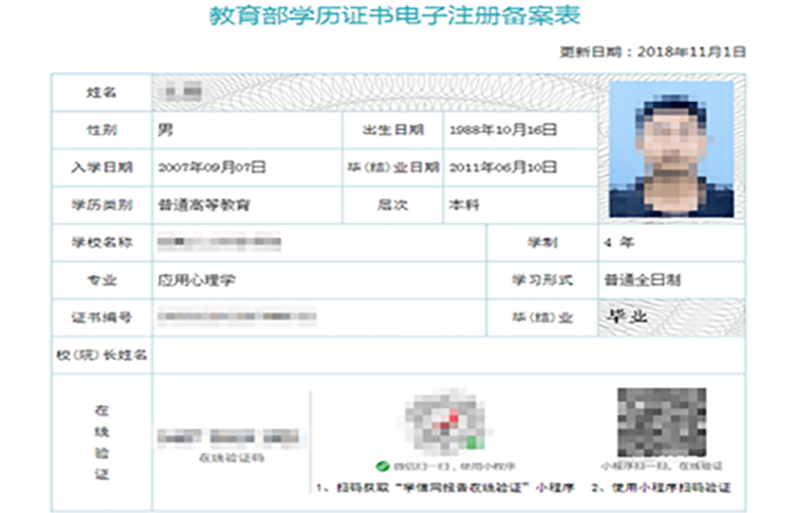 教育部学历证书电子注册备案表
更新日期：2018年11月1日
姓名
性别 男 出生日期 1988年10月16日
入学日期 2007年09月07日 毕(结)业日期 2011年06月10日
学历类别 普通高等教育 层次 本科
学校名称 学制 4 年
专业 应用心理学 学习形式 普通全日制
证书编号 毕(结)业 毕业
校(院)长姓名
在线验证
在线验证码
微信扫一扫，使用小程序 小程序扫一扫，在线验证
1、扫码获取“学信网报告在线验证”小程序 2、使用小程序扫码验证